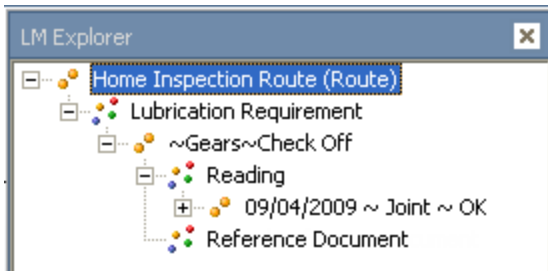 LM Explorer
Home Inspection Route (Route)
Lubrication Requirement
~Gears~Check Off
Reading
09/04/2009 ~ Joint ~ OK
Reference Document